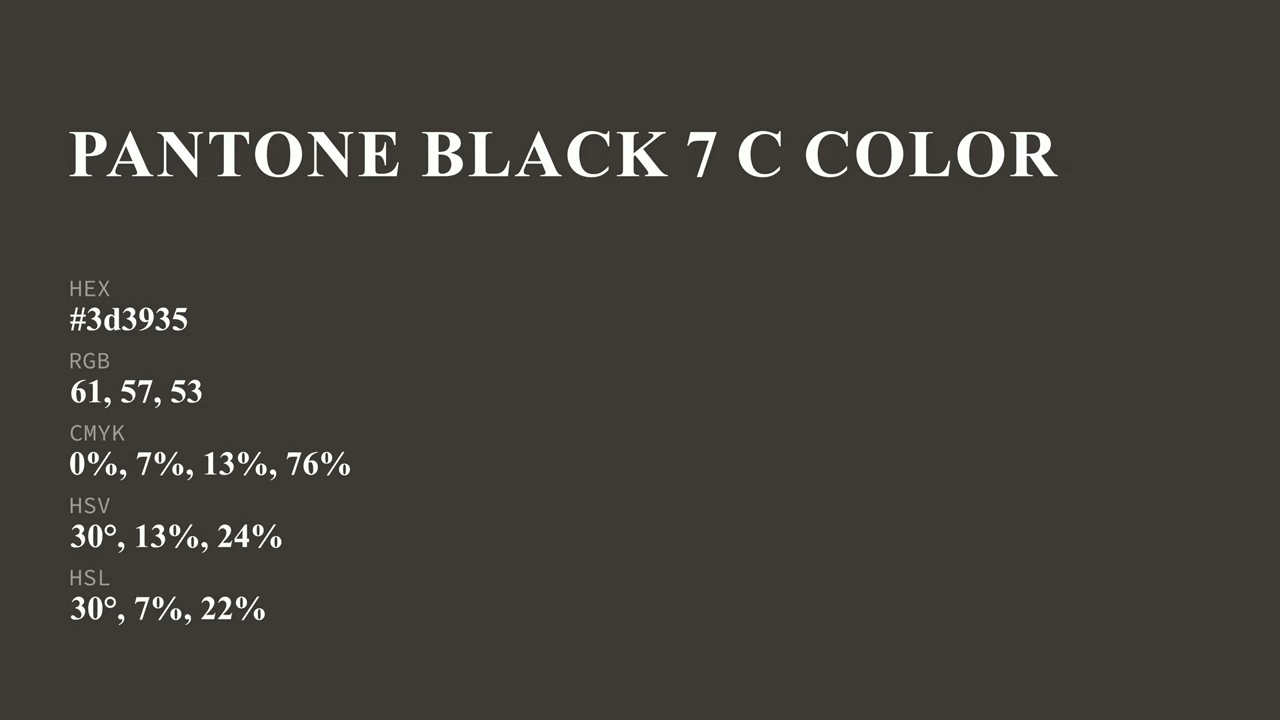 PANTONE BLACK 7 C COLOR
HEX
#3d3935
RGB
61, 57, 53
CMYK
0%, 7%, 13%, 76%
HSV
30°, 13%, 24%
HSL
30°, 7%, 22%